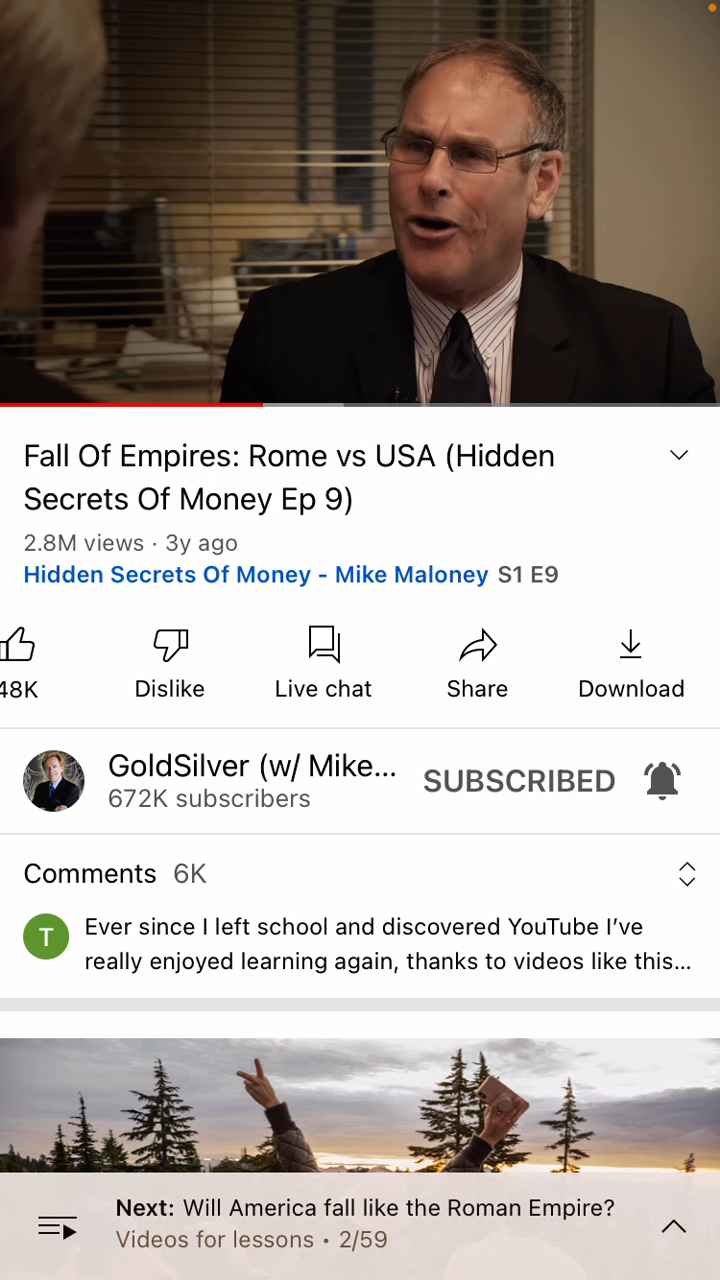 Fall Of Empires: Rome vs USA (Hidden
Secrets Of Money Ep 9)
2.8M views · 3y ago
Hidden Secrets Of Money - Mike Maloney S1 E9
48K
Dislike
Live chat
Share
Download
GoldSilver (w/ Mike...
672K subscribers
SUBSCRIBED
Comments 6K
T
Ever since I left school and discovered YouTube I’ve
really enjoyed learning again, thanks to videos like this...
Next: Will America fall like the Roman Empire?
Videos for lessons • 2/59